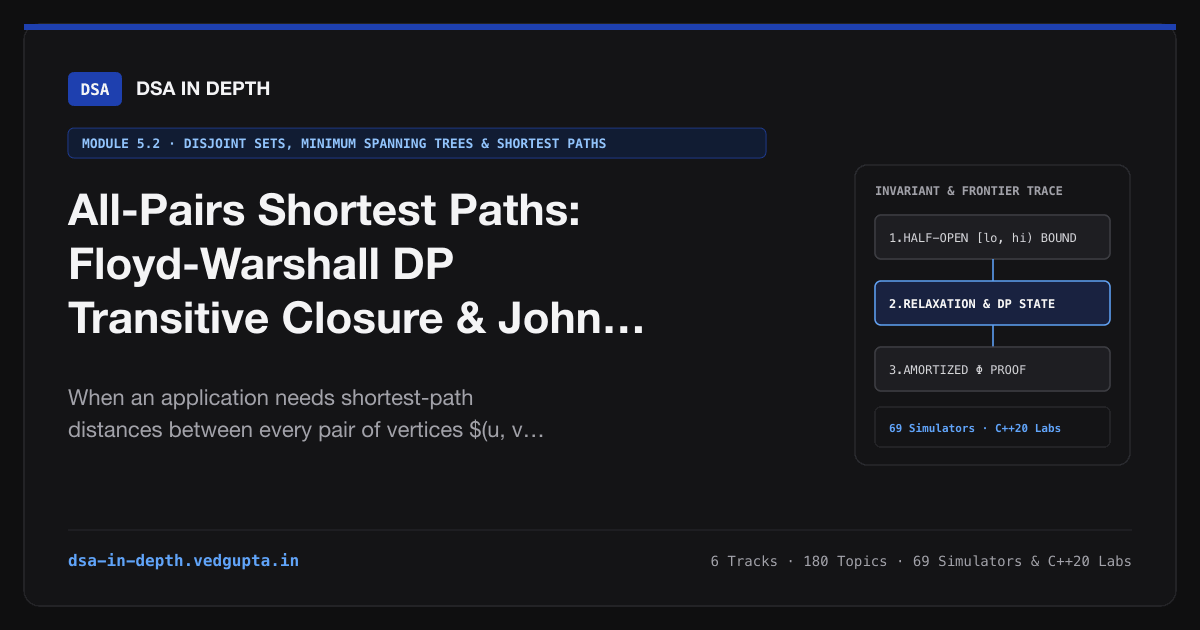 DSA
DSA IN DEPTH
MODULE 5.2 · DISJOINT SETS, MINIMUM SPANNING TREES & SHORTEST PATHS
All-Pairs Shortest Paths:
Floyd-Warshall DP
Transitive Closure & John...
When an application needs shortest-path
distances between every pair of vertices $(u, v...
INVARIANT & FRONTIER TRACE
1.HALF-OPEN [lo, hi) BOUND
2.RELAXATION & DP STATE
3.AMORTIZED Φ PROOF
69 Simulators · C++20 Labs
dsa-in-depth.vedgupta.in
6 Tracks · 180 Topics · 69 Simulators & C++20 Labs